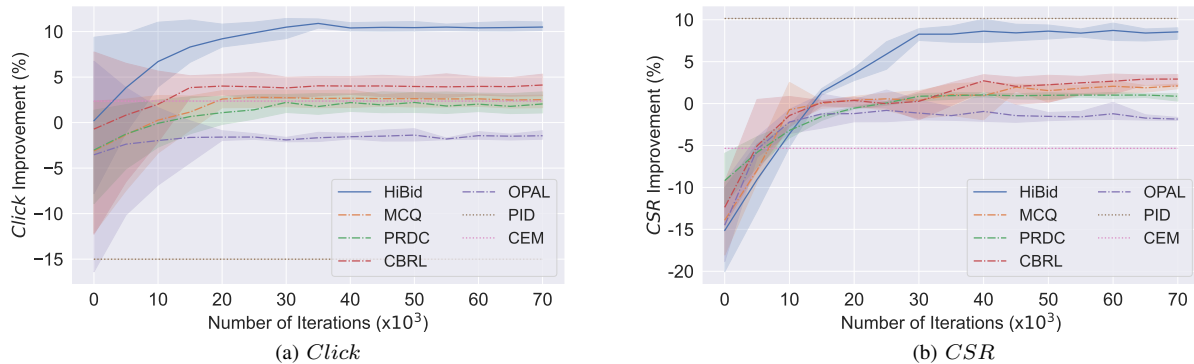 Click Improvement (%)
10
5
0
−5
−10
−15
HiBid
MCQ
PRDC
CBRL
OPAL
PID
CEM
0 10 20 30 40 50 60 70
Number of Iterations (x10³)
(a) Click
CSR Improvement (%)
10
5
0
-5
-10
-15
-20
HiBid
MCQ
PRDC
CBRL
OPAL
PID
CEM
0 10 20 30 40 50 60 70
Number of Iterations (x10³)
(b) CSR